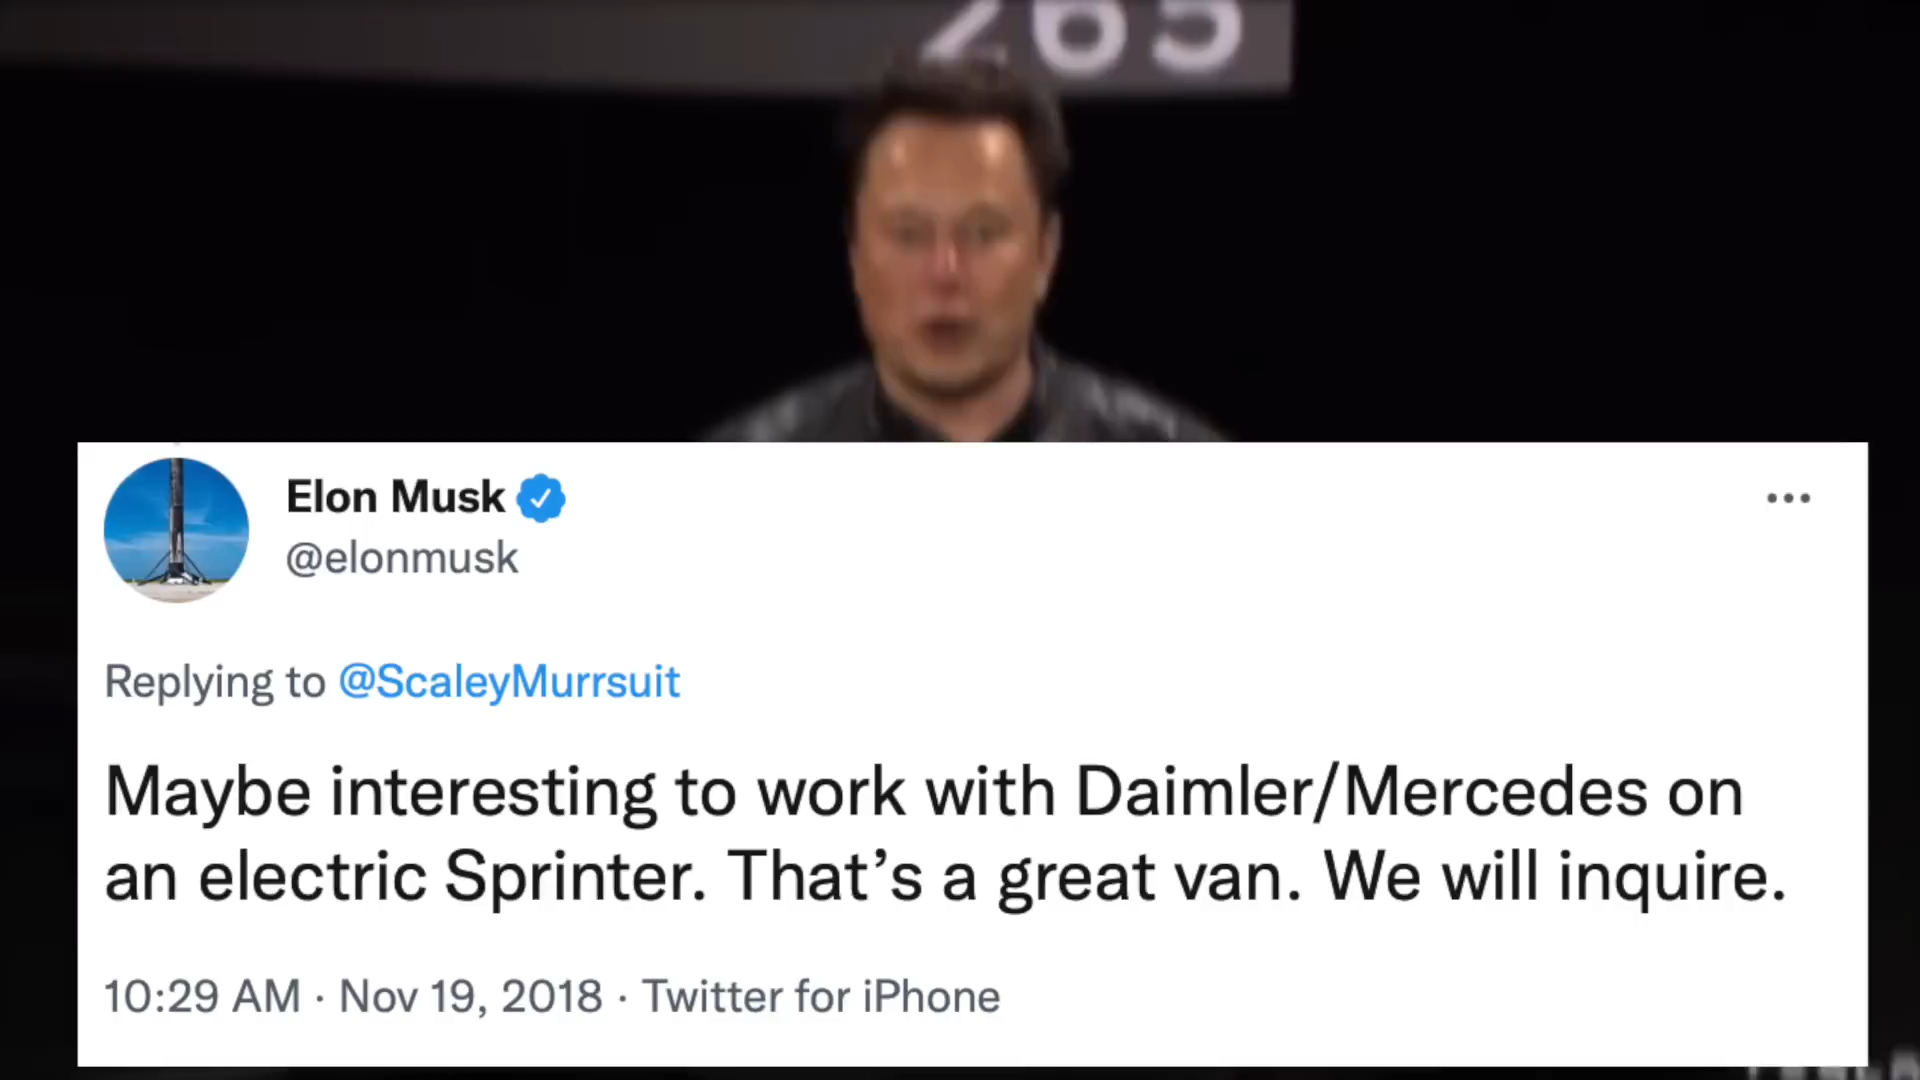 265
Elon Musk
@elonmusk
Replying to @ScaleyMurrsuit
Maybe interesting to work with Daimler/Mercedes on
an electric Sprinter. That’s a great van. We will inquire.
10:29 AM · Nov 19, 2018 · Twitter for iPhone